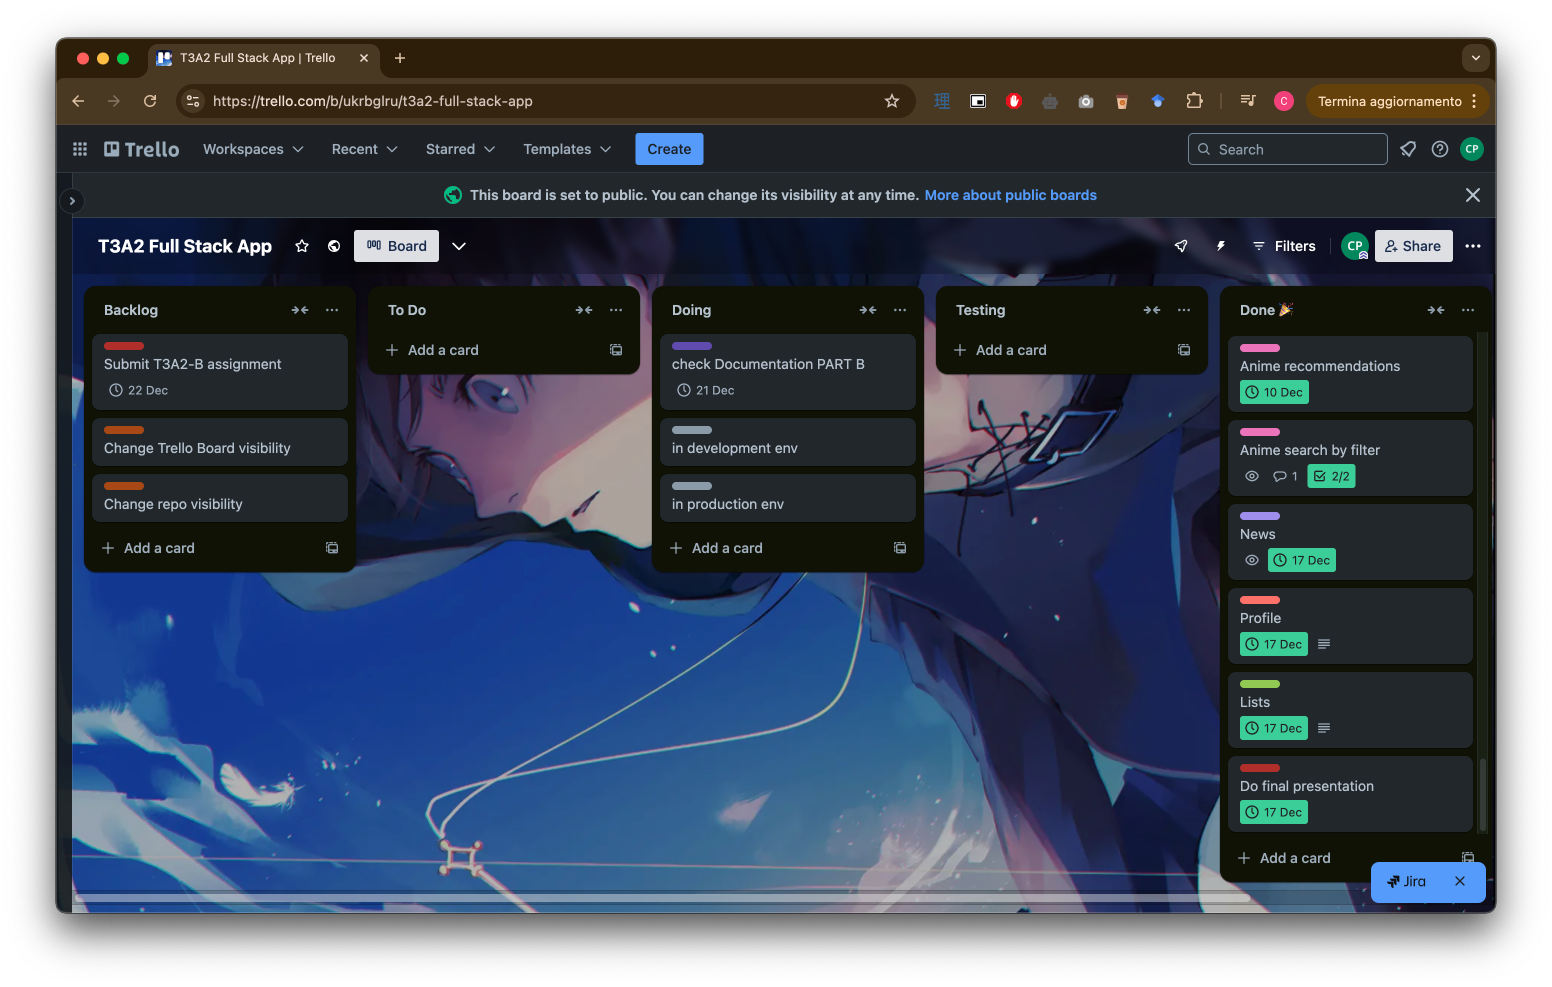 T3A2 Full Stack App | Trello
https://trello.com/b/ukrbglru/t3a2-full-stack-app
C
Termina aggiornamento
Trello
Workspaces
Recent
Starred
Templates
Create
Search
CP
This board is set to public. You can change its visibility at any time. More about public boards
T3A2 Full Stack App
Board
Filters
CP
Share
Backlog
Submit T3A2-B assignment
22 Dec
Change Trello Board visibility
Change repo visibility
Add a card
To Do
Add a card
Doing
check Documentation PART B
21 Dec
in development env
in production env
Add a card
Testing
Add a card
Done 🎉
Anime recommendations
10 Dec
Anime search by filter
1
2/2
News
17 Dec
Profile
17 Dec
Lists
17 Dec
Do final presentation
17 Dec
Add a card
Jira